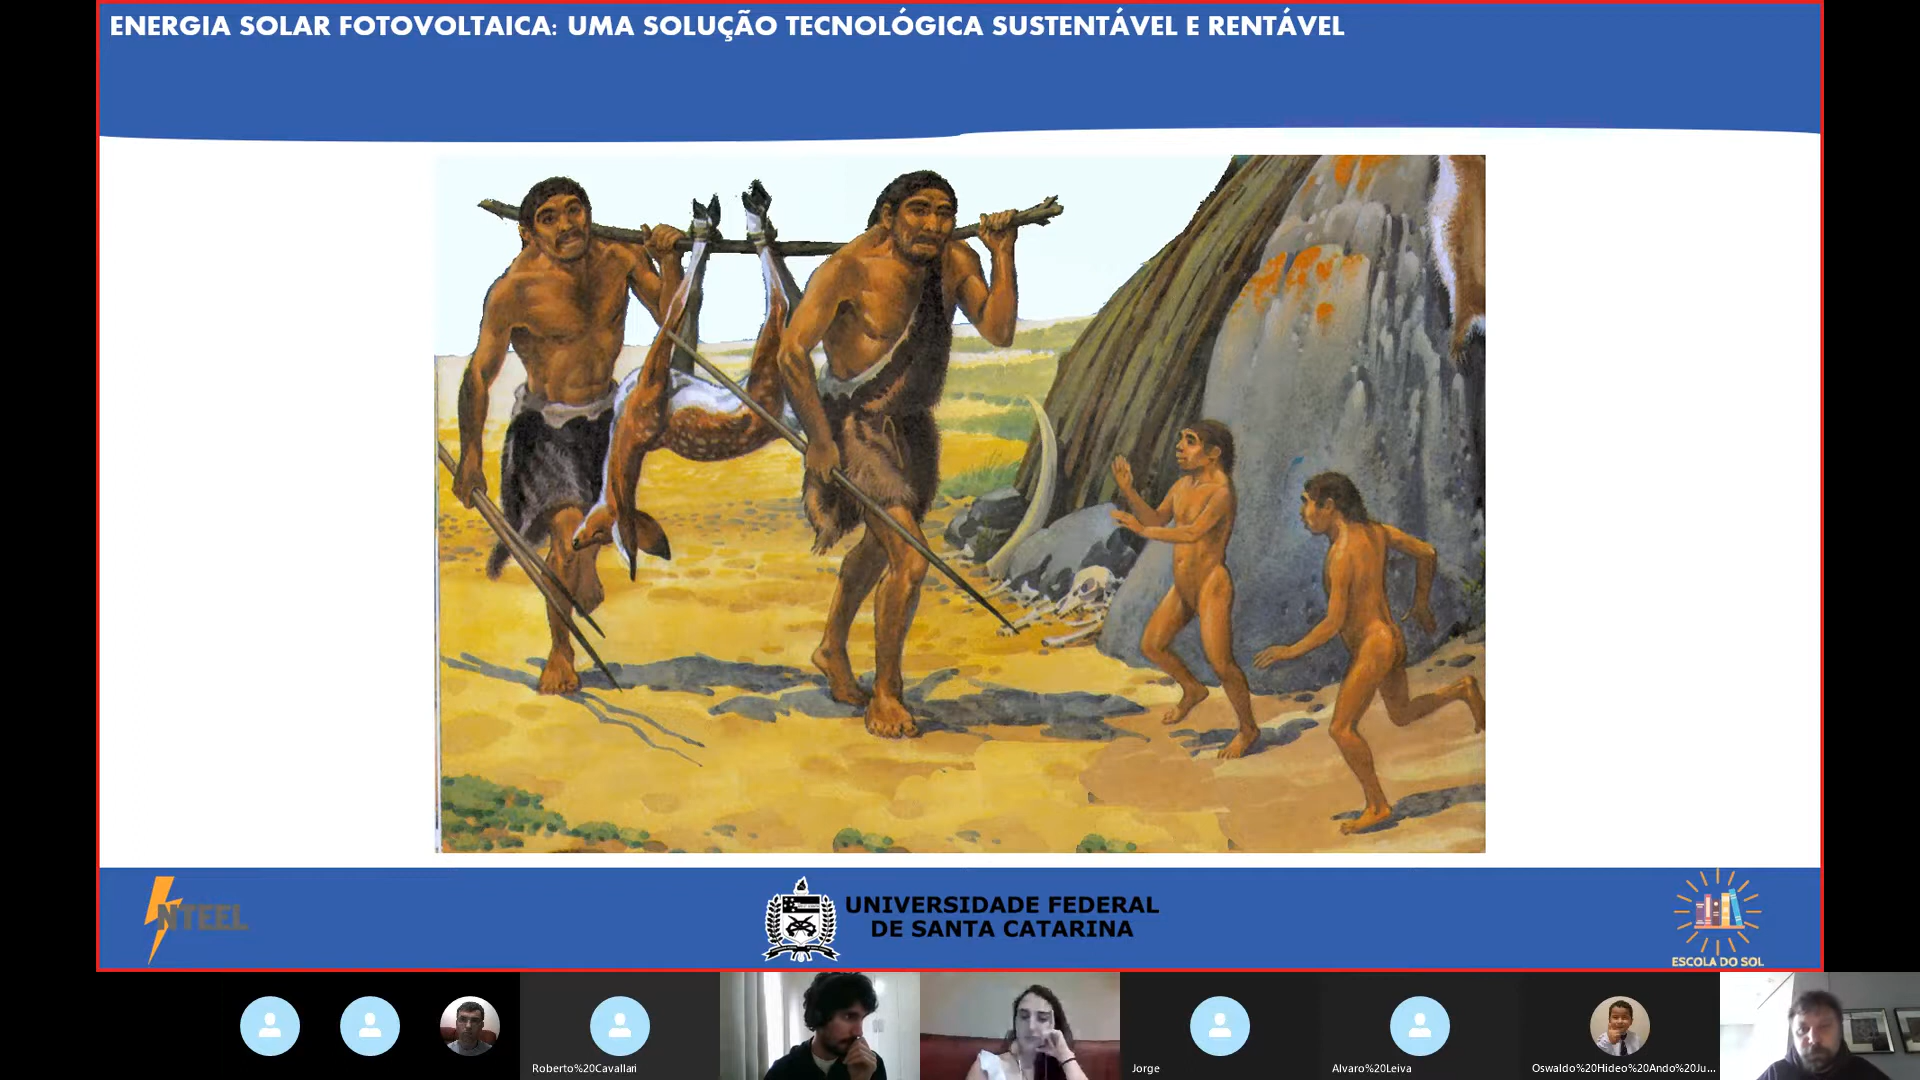 ENERGIA SOLAR FOTOVOLTAICA: UMA SOLUÇÃO TECNOLÓGICA SUSTENTÁVEL E RENTÁVEL
NTEEL
UNIVERSIDADE FEDERAL
DE SANTA CATARINA
ESCOLA DO SOL
Roberto%20Cavallari
Jorge
Alvaro%20Leiva
Oswaldo%20Hideo%20Ando%20Ju...